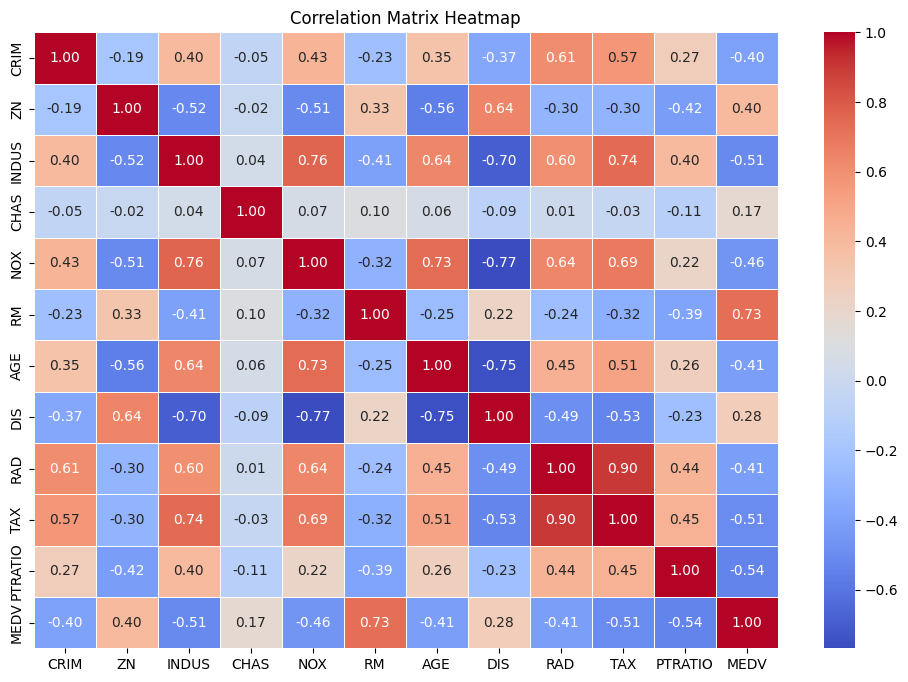 Correlation Matrix Heatmap
CRIM 1.00 -0.19 0.40 -0.05 0.43 -0.23 0.35 -0.37 0.61 0.57 0.27 -0.40
ZN -0.19 1.00 -0.52 -0.02 -0.51 0.33 -0.56 0.64 -0.30 -0.30 -0.42 0.40
INDUS 0.40 -0.52 1.00 0.04 0.76 -0.41 0.64 -0.70 0.60 0.74 0.40 -0.51
CHAS -0.05 -0.02 0.04 1.00 0.07 0.10 0.06 -0.09 0.01 -0.03 -0.11 0.17
NOX 0.43 -0.51 0.76 0.07 1.00 -0.32 0.73 -0.77 0.64 0.69 0.22 -0.46
RM -0.23 0.33 -0.41 0.10 -0.32 1.00 -0.25 0.22 -0.24 -0.32 -0.39 0.73
AGE 0.35 -0.56 0.64 0.06 0.73 -0.25 1.00 -0.75 0.45 0.51 0.26 -0.41
DIS -0.37 0.64 -0.70 -0.09 -0.77 0.22 -0.75 1.00 -0.49 -0.53 -0.23 0.28
RAD 0.61 -0.30 0.60 0.01 0.64 -0.24 0.45 -0.49 1.00 0.90 0.44 -0.41
TAX 0.57 -0.30 0.74 -0.03 0.69 -0.32 0.51 -0.53 0.90 1.00 0.45 -0.51
PTRATIO 0.27 -0.42 0.40 -0.11 0.22 -0.39 0.26 -0.23 0.44 0.45 1.00 -0.54
MEDV -0.40 0.40 -0.51 0.17 -0.46 0.73 -0.41 0.28 -0.41 -0.51 -0.54 1.00
CRIM ZN INDUS CHAS NOX RM AGE DIS RAD TAX PTRATIO MEDV
1.0
0.8
0.6
0.4
0.2
0.0
−0.2
−0.4
−0.6